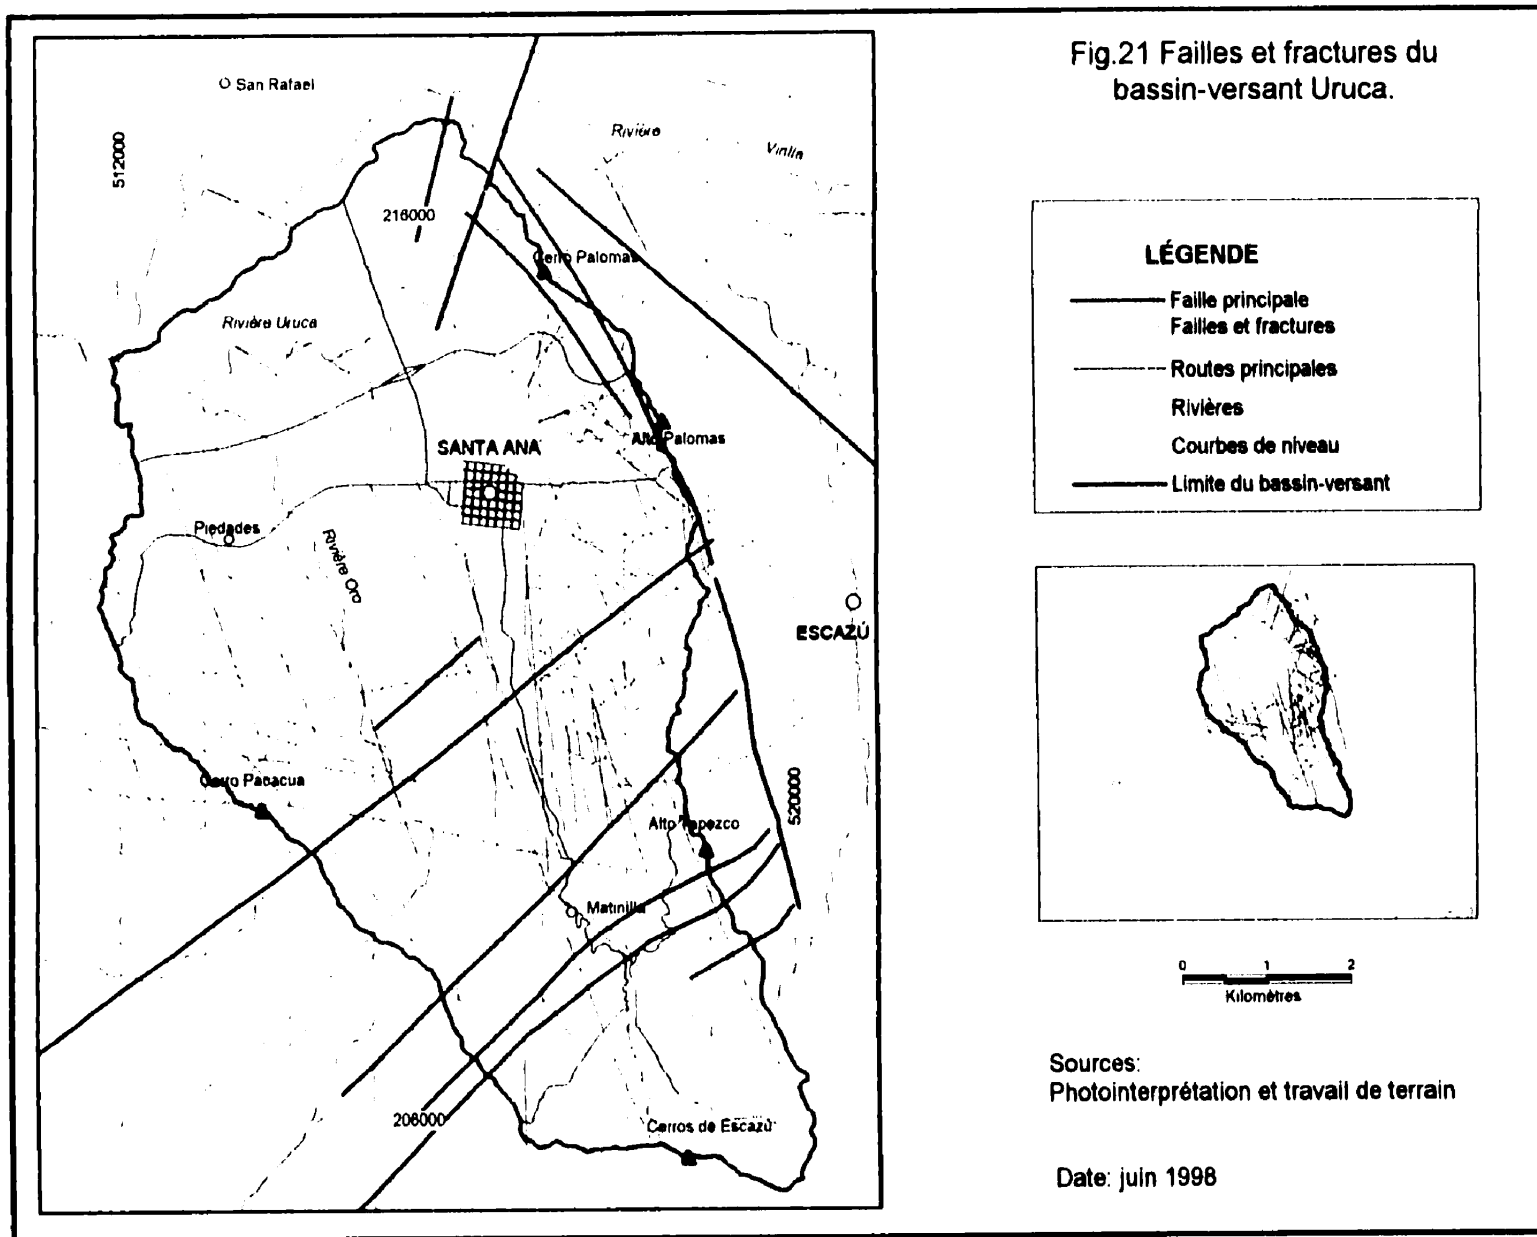 Fig.21 Failles et fractures du
bassin-versant Uruca.
San Rafael
512000
Rivière
Virilla
216000
Cerro Palomas
Rivière Uruca
Alto Palomas
SANTA ANA
Piedades
Rivière Oro
ESCAZÚ
Cerro Pacacua
520000
Alto Tapezco
Matinilla
206000
Cerros de Escazú
LÉGENDE
Faille principale
Failles et fractures
Routes principales
Rivières
Courbes de niveau
Limite du bassin-versant
0 1 2
Kilomètres
Sources:
Photointerprétation et travail de terrain
Date: juin 1998